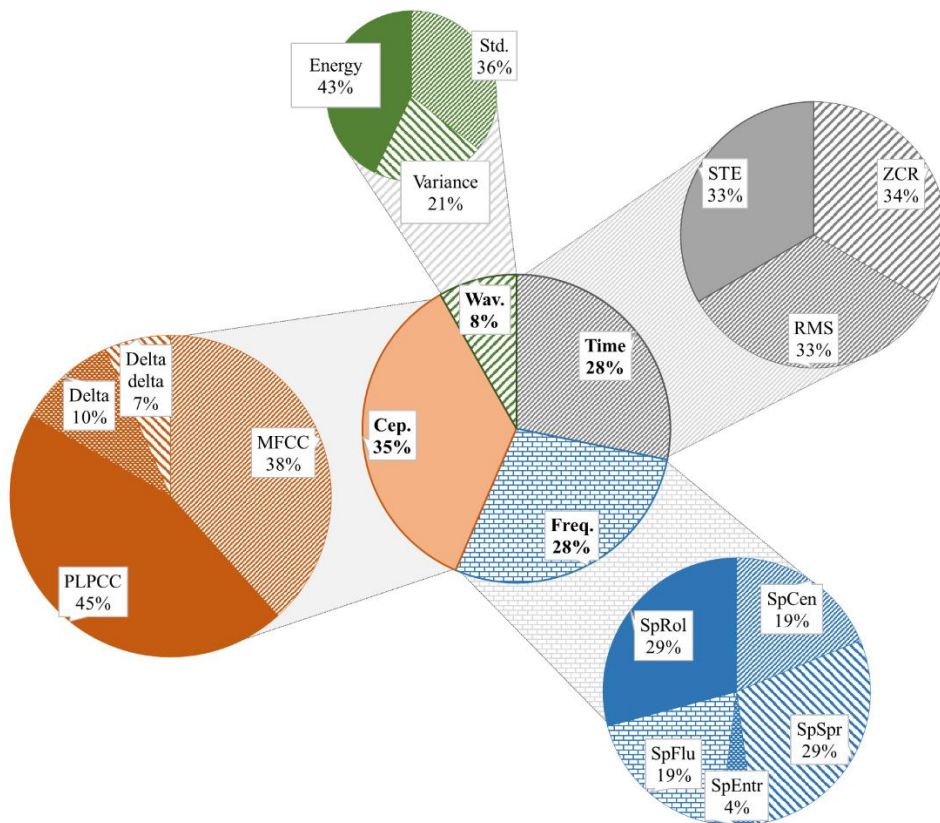 Energy
43%
Std.
36%
Variance
21%
STE
33%
ZCR
34%
RMS
33%
Wav.
8%
Time
28%
Cep.
35%
Freq.
28%
Delta
delta
7%
Delta
10%
MFCC
38%
PLPCC
45%
SpRol
29%
SpCen
19%
SpSpr
29%
SpFlu
19%
SpEntr
4%